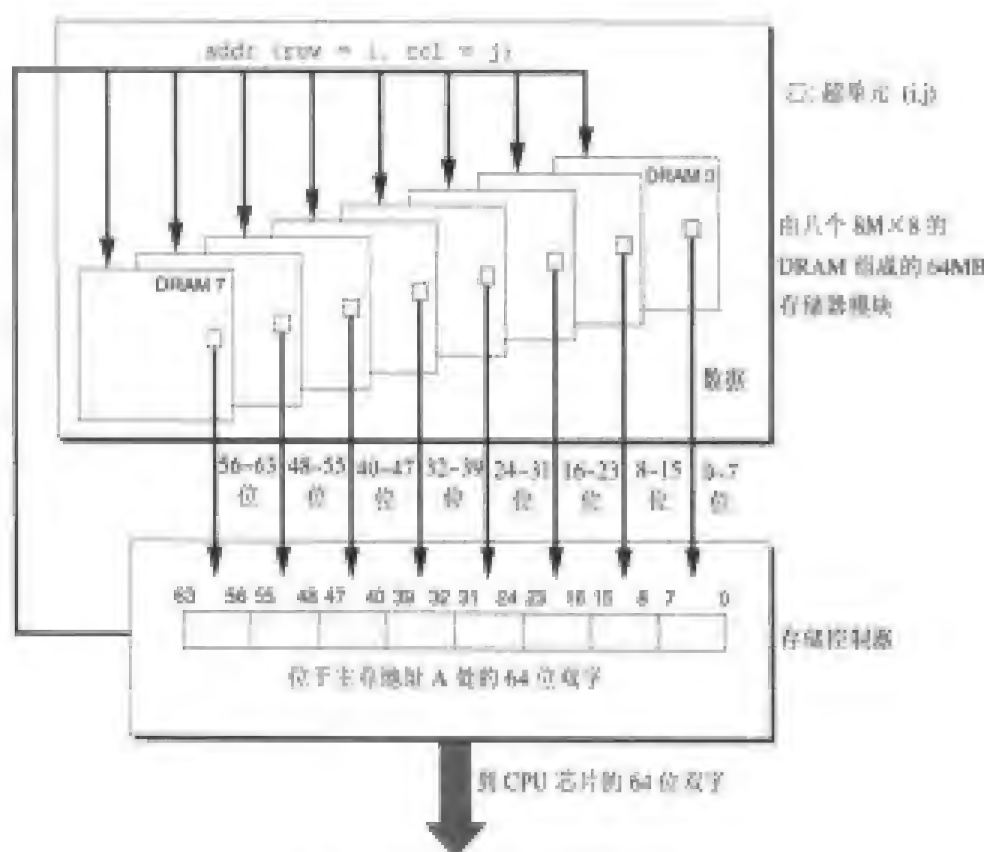 addr (row = i, col = j)
:超单元 (i,j)
DRAM 0
由八个 8M×8 的
DRAM 组成的 64MB
存储器模块
DRAM 7
数据
56~63 48~55 40~47 32~39 24~31 16~23 8~15 0~7
位 位 位 位 位 位 位 位
63 56 55 48 47 40 39 32 31 24 23 16 15 8 7 0
存储控制器
位于主存地址 A 处的 64 位双字
到 CPU 芯片的 64 位双字